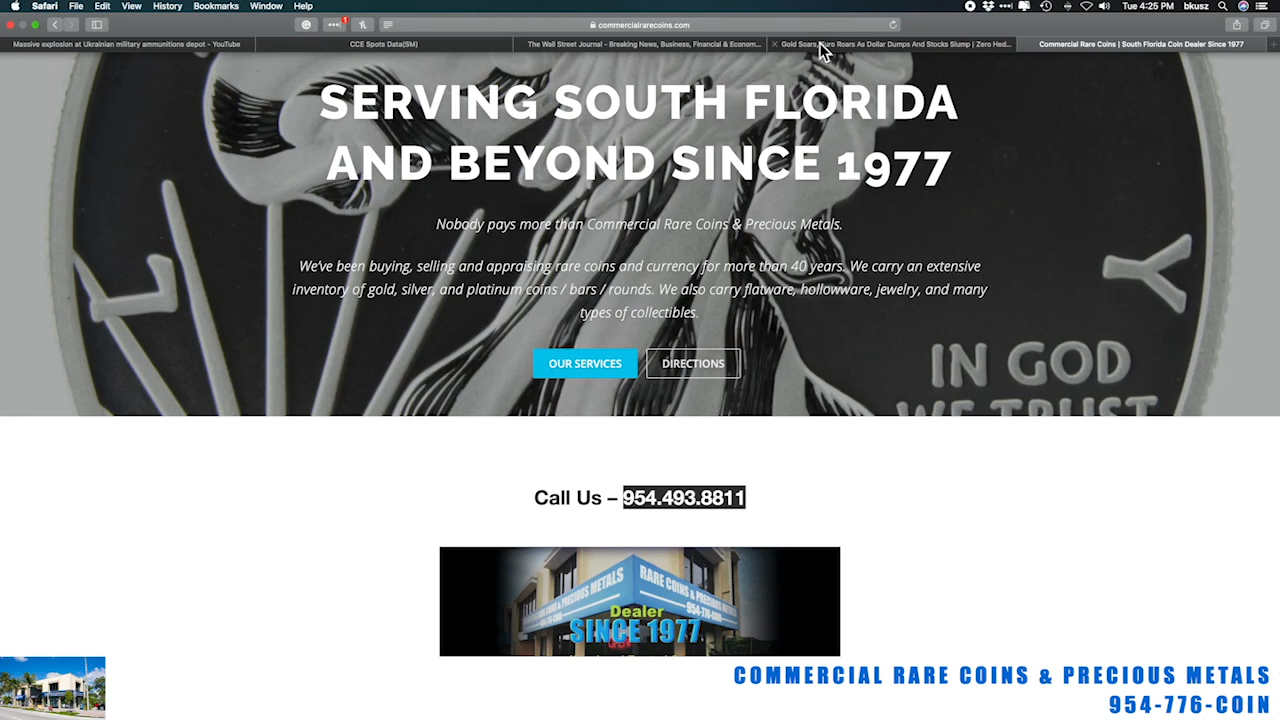 Safari File Edit View History Bookmarks Window Help
Tue 4:25 PM bkusz
commercialrarecoins.com
Massive explosion at Ukrainian military ammunitions depot - YouTube
CCE Spots Data(SM)
The Wall Street Journal - Breaking News, Business, Financial & Econom...
Gold Soars, Euro Roars As Dollar Dumps And Stocks Slump | Zero Hed...
Commercial Rare Coins | South Florida Coin Dealer Since 1977
SERVING SOUTH FLORIDA
AND BEYOND SINCE 1977
Nobody pays more than Commercial Rare Coins & Precious Metals.
We've been buying, selling and appraising rare coins and currency for more than 40 years. We carry an extensive
inventory of gold, silver, and platinum coins / bars / rounds. We also carry flatware, hollowware, jewelry, and many
types of collectibles.
OUR SERVICES
DIRECTIONS
L
Y
IN GOD
WE TRUST
Call Us – 954.493.8811
RARE COINS & PRECIOUS METALS
954-776-COIN
Dealer
SINCE 1977
OPEN
COMMERCIAL RARE COINS & PRECIOUS METALS
954-776-COIN